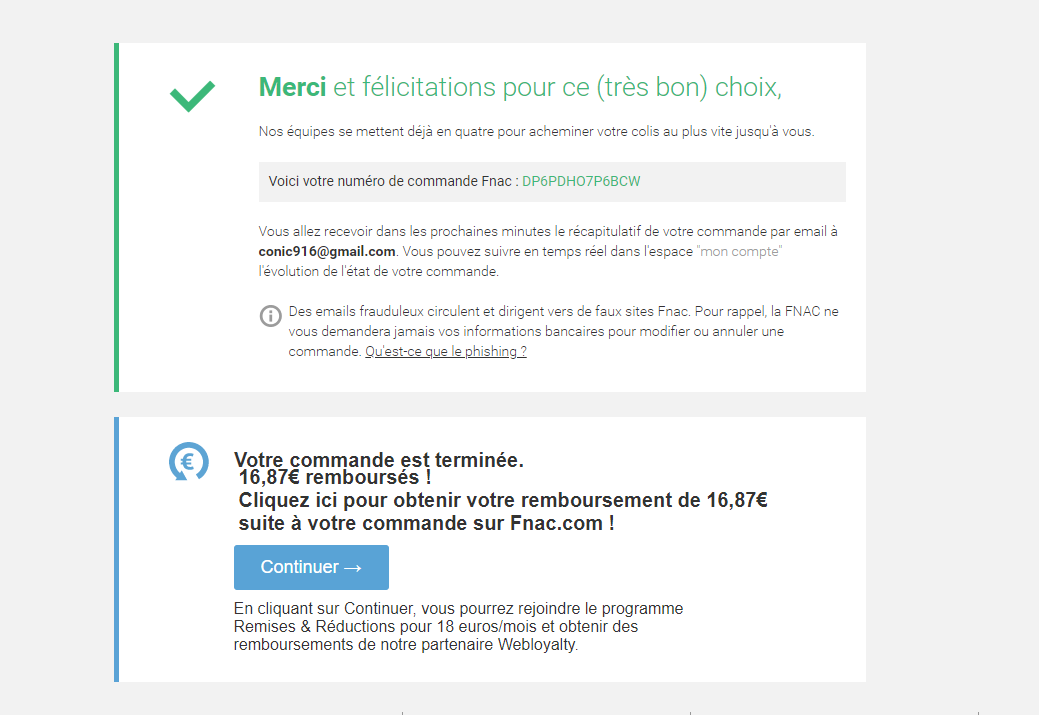 Merci et félicitations pour ce (très bon) choix,
Nos équipes se mettent déjà en quatre pour acheminer votre colis au plus vite jusqu'à vous.
Voici votre numéro de commande Fnac : DP6PDHO7P6BCW
Vous allez recevoir dans les prochaines minutes le récapitulatif de votre commande par email à
conic916@gmail.com. Vous pouvez suivre en temps réel dans l'espace "mon compte"
l'évolution de l'état de votre commande.
Des emails frauduleux circulent et dirigent vers de faux sites Fnac. Pour rappel, la FNAC ne
vous demandera jamais vos informations bancaires pour modifier ou annuler une
commande. Qu'est-ce que le phishing ?
€
Votre commande est terminée.
16,87€ remboursés !
Cliquez ici pour obtenir votre remboursement de 16,87€
suite à votre commande sur Fnac.com !
Continuer →
En cliquant sur Continuer, vous pourrez rejoindre le programme
Remises & Réductions pour 18 euros/mois et obtenir des
remboursements de notre partenaire Webloyalty.